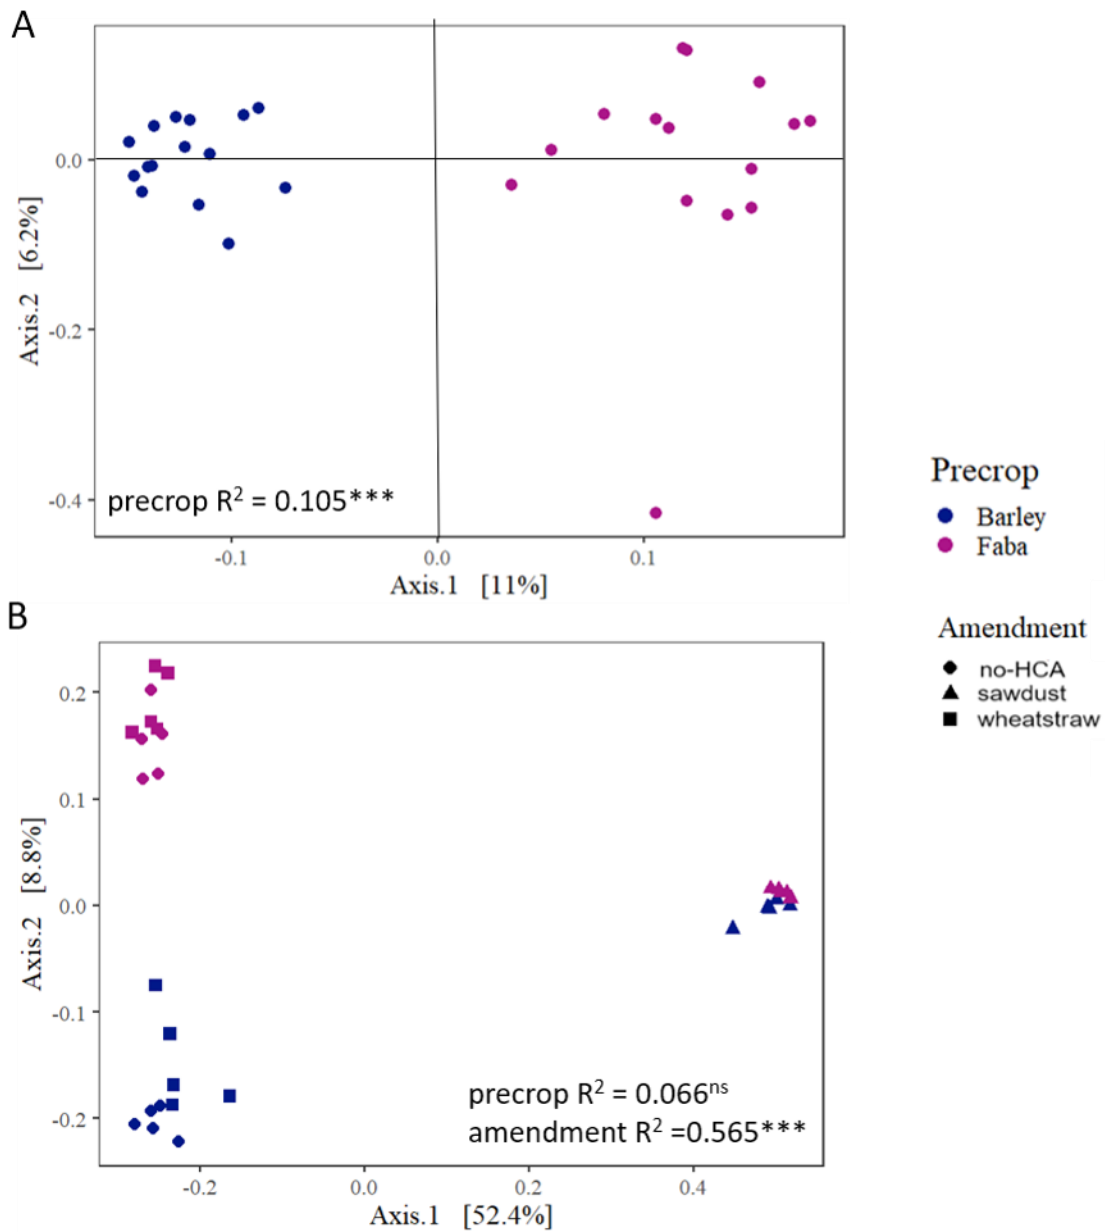 A
0.0
-0.2
-0.4
Axis.2 [6.2%]
precrop R² = 0.105***
-0.1
0.0
0.1
Axis.1 [11%]
Precrop
Barley
Faba
Amendment
no-HCA
sawdust
wheatstraw
B
0.2
0.1
0.0
-0.1
-0.2
Axis.2 [8.8%]
precrop R² = 0.066ⁿˢ
amendment R² =0.565***
-0.2
0.0
0.2
0.4
Axis.1 [52.4%]